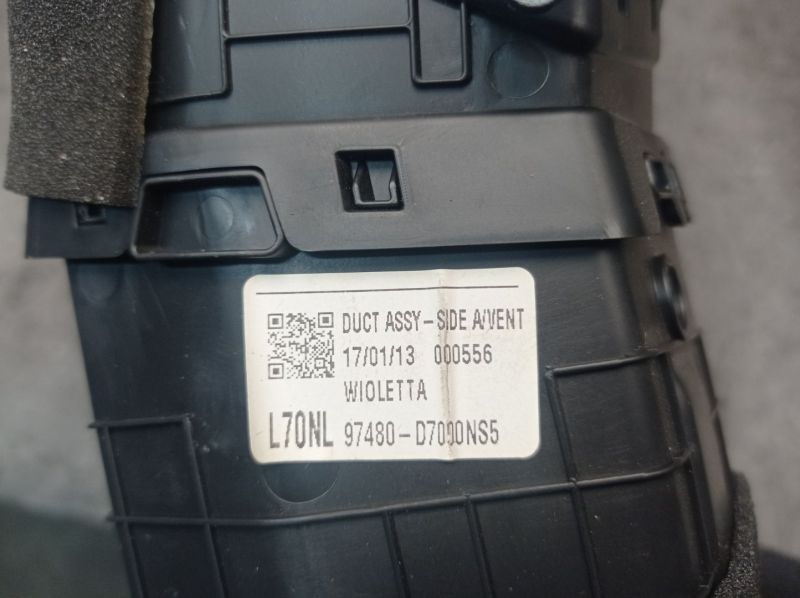 DUCT ASSY-SIDE A/VENT
17/01/13 000556
WIOLETTA
L70NL 97480-D7000NS5